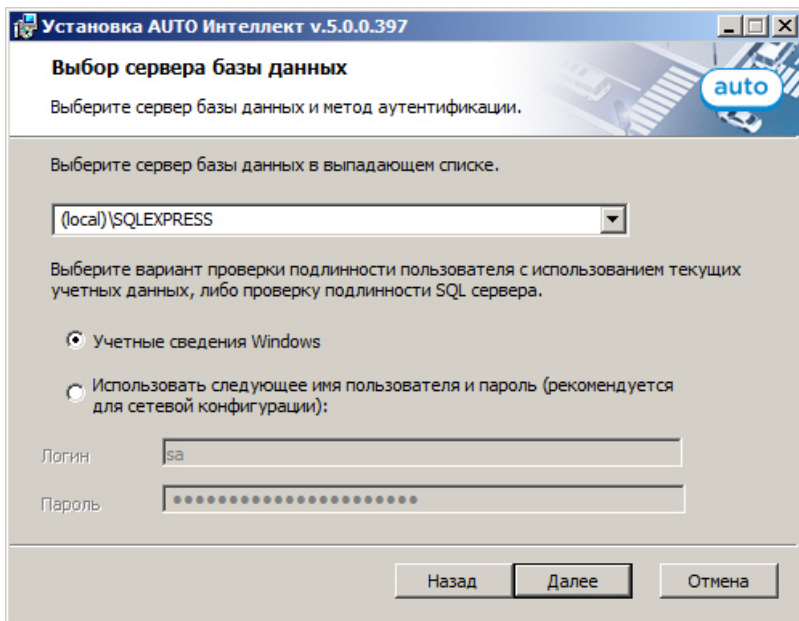 Установка AUTO Интеллект v.5.0.0.397
Выбор сервера базы данных
Выберите сервер базы данных и метод аутентификации.
auto
Выберите сервер базы данных в выпадающем списке.
(local)\SQLEXPRESS
Выберите вариант проверки подлинности пользователя с использованием текущих
учетных данных, либо проверку подлинности SQL сервера.
Учетные сведения Windows
Использовать следующее имя пользователя и пароль (рекомендуется
для сетевой конфигурации):
Логин
sa
Пароль
Назад
Далее
Отмена